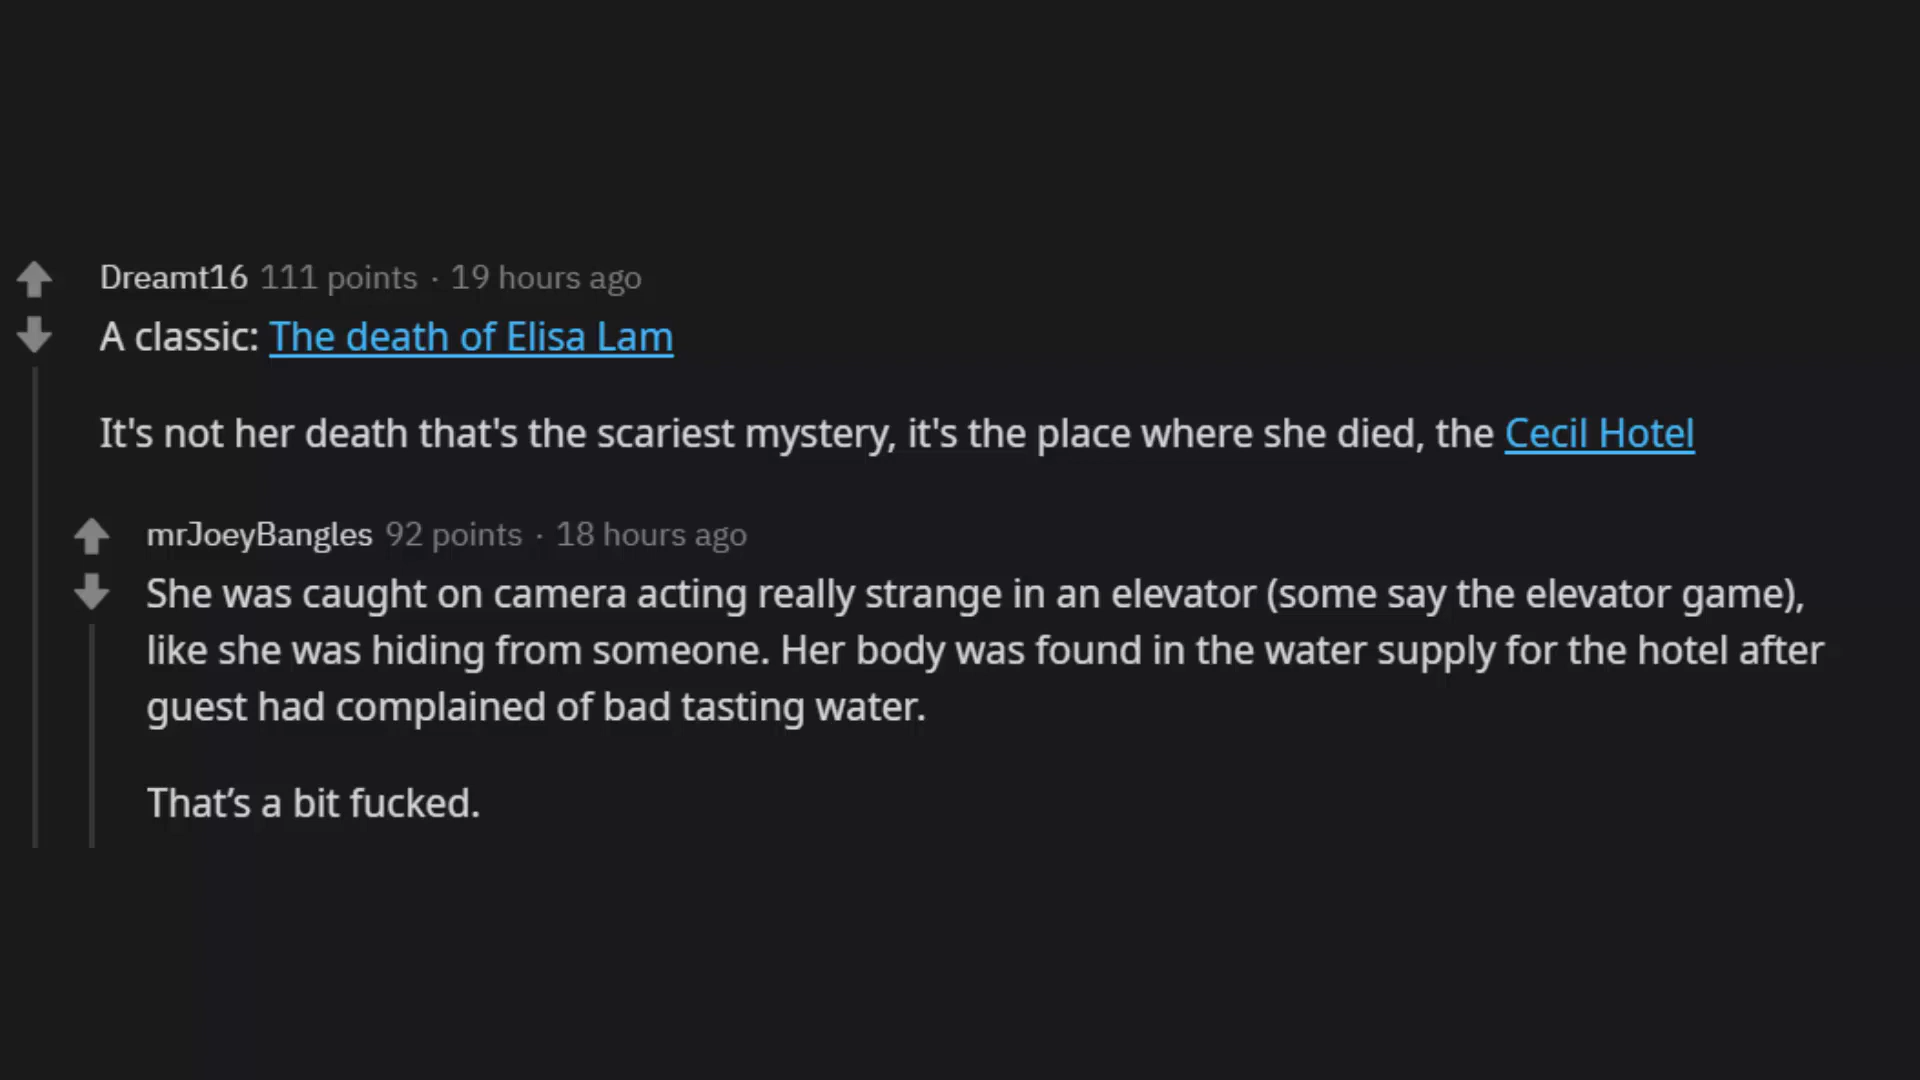 Dreamt16 111 points · 19 hours ago
A classic: The death of Elisa Lam
It's not her death that's the scariest mystery, it's the place where she died, the Cecil Hotel
mrJoeyBangles 92 points · 18 hours ago
She was caught on camera acting really strange in an elevator (some say the elevator game),
like she was hiding from someone. Her body was found in the water supply for the hotel after
guest had complained of bad tasting water.
That’s a bit fucked.